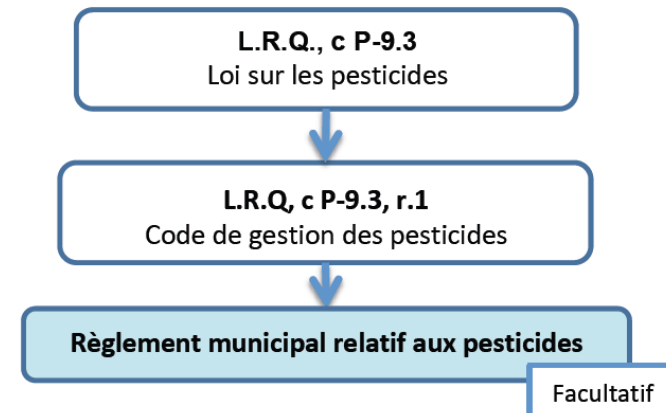 L.R.Q., c P-9.3
Loi sur les pesticides
L.R.Q, c P-9.3, r.1
Code de gestion des pesticides
Règlement municipal relatif aux pesticides
Facultatif